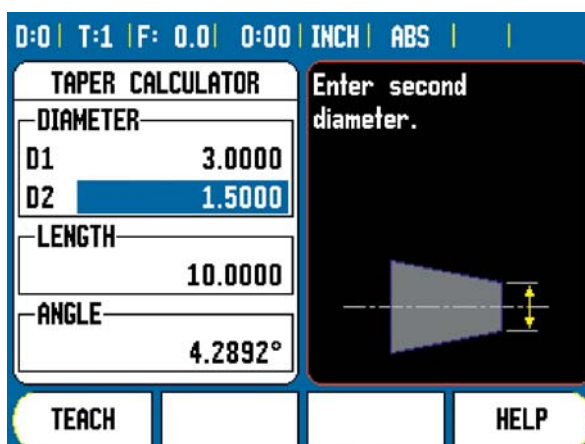 D:0 | T:1 | F: 0.0 | 0:00 | INCH | ABS | |
TAPER CALCULATOR
DIAMETER
D1 3.0000
D2 1.5000
LENGTH
10.0000
ANGLE
4.2892°
Enter second
diameter.
TEACH
HELP